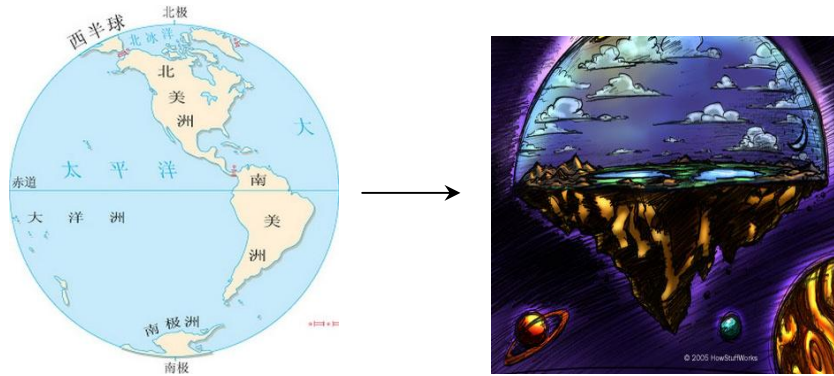 北极
西半球
北冰洋
北美洲
大
太平洋
赤道
南美洲
大洋洲
南极洲
南极
© 2005 HowStuffWorks